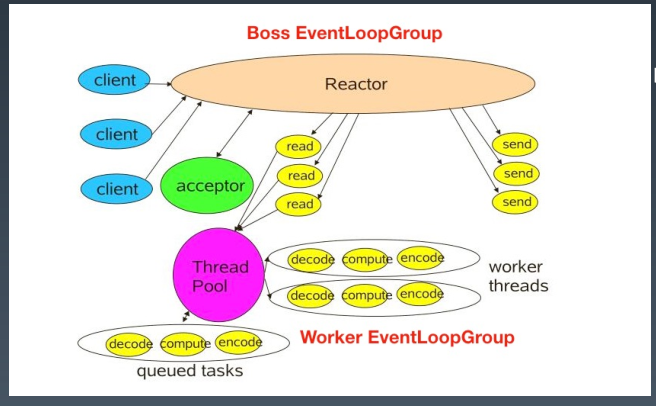 Boss EventLoopGroup
client
Reactor
client
client
acceptor
read
read
read
send
send
send
Thread
Pool
decode compute encode
decode compute encode
worker
threads
Worker EventLoopGroup
decode compute encode
queued tasks